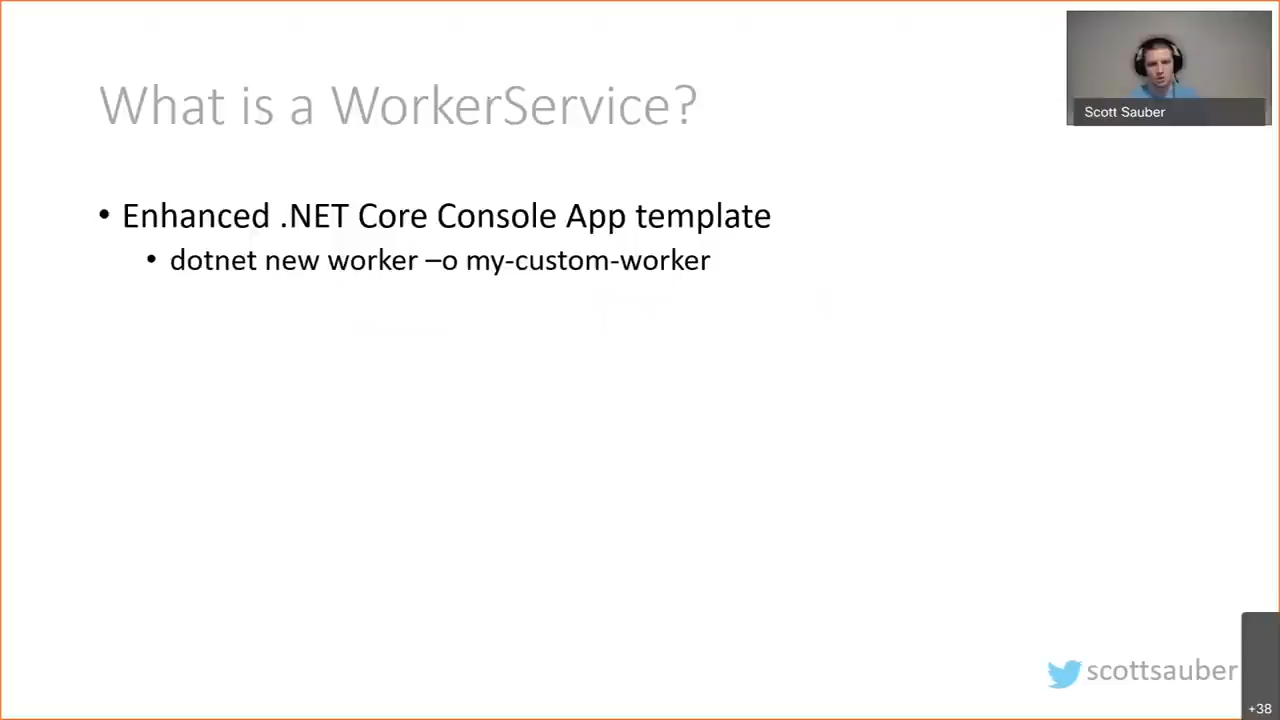 What is a WorkerService?
Scott Sauber
• Enhanced .NET Core Console App template
• dotnet new worker –o my-custom-worker
scottsauber
+38